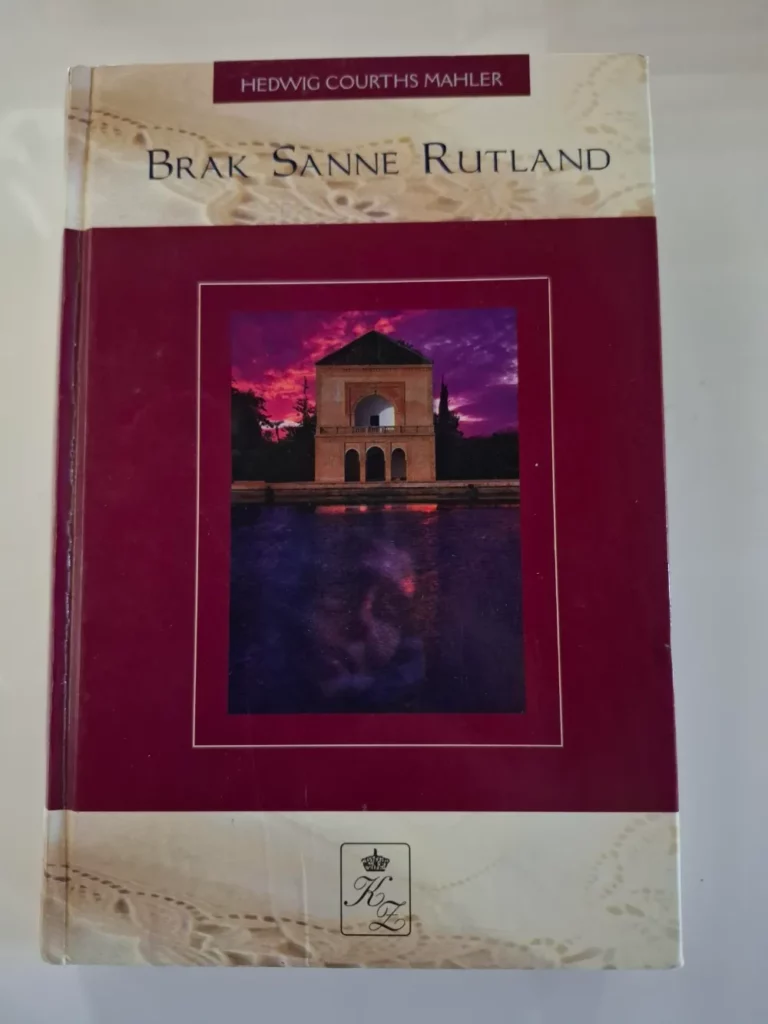 HEDWIG COURTHS MAHLER
BRAK SANNE RUTLAND
KZ